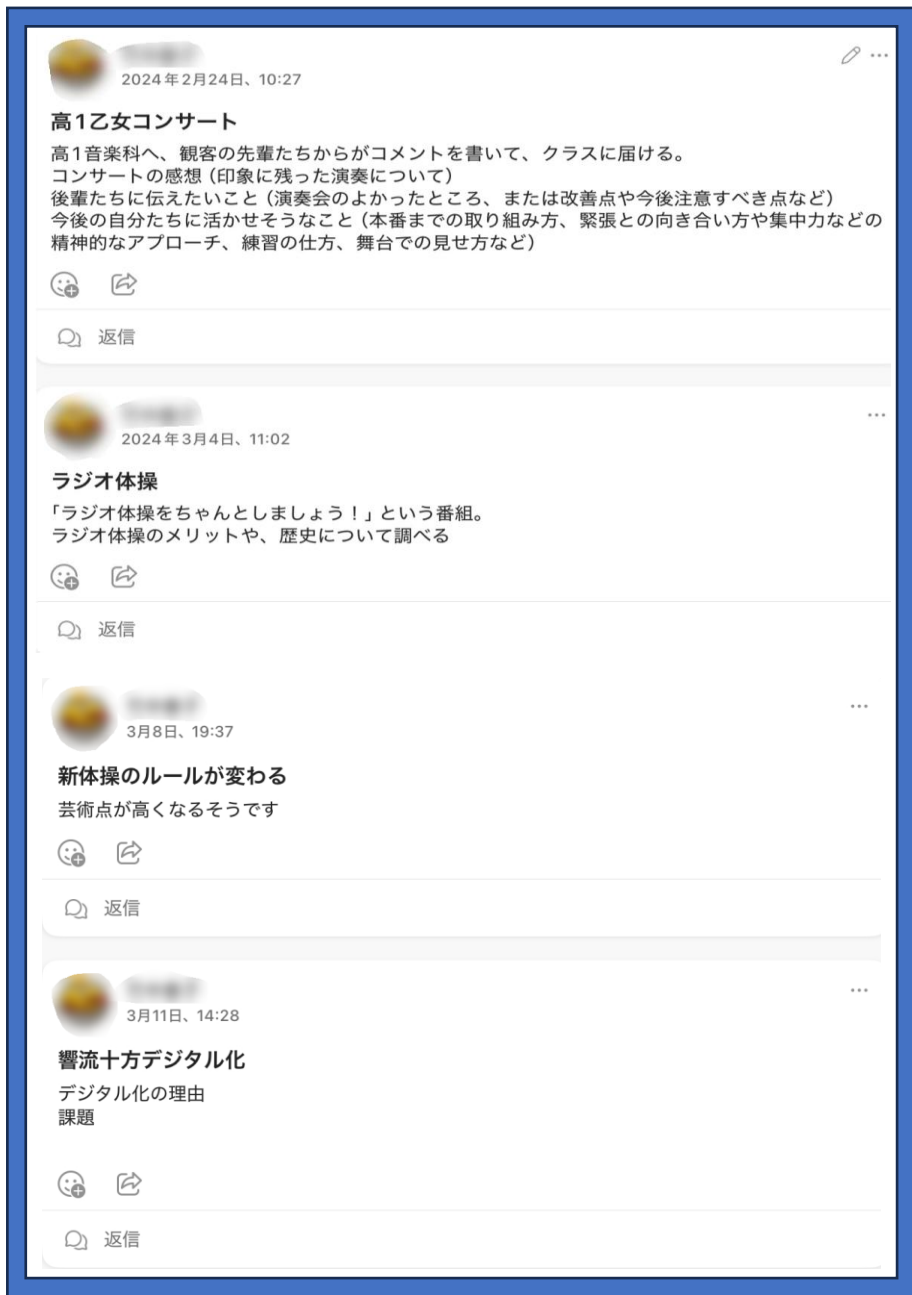 2024年2月24日、10:27
高1乙女コンサート
高1音楽科へ、観客の先輩たちからがコメントを書いて、クラスに届ける。
コンサートの感想（印象に残った演奏について）
後輩たちに伝えたいこと（演奏会のよかったところ、または改善点や今後注意すべき点など）
今後の自分たちに活かせそうなこと（本番までの取り組み方、緊張との向き合い方や集中力などの
精神的なアプローチ、練習の仕方、舞台での見せ方など）
返信
2024年3月4日、11:02
ラジオ体操
「ラジオ体操をちゃんとしましょう！」という番組。
ラジオ体操のメリットや、歴史について調べる
返信
3月8日、19:37
新体操のルールが変わる
芸術点が高くなるそうです
返信
3月11日、14:28
響流十方デジタル化
デジタル化の理由
課題
返信